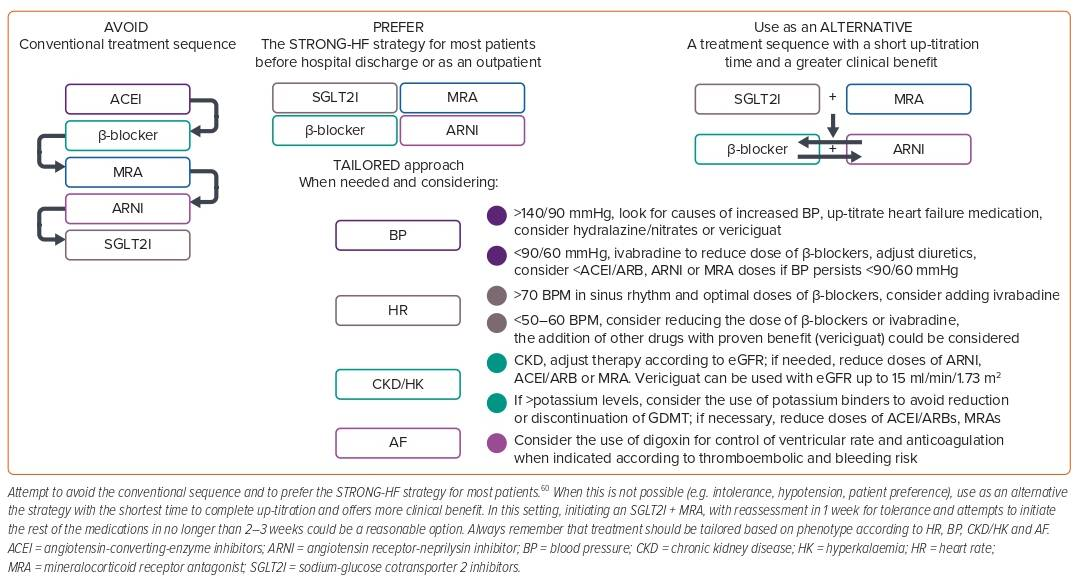 AVOID
Conventional treatment sequence
ACEI
β-blocker
MRA
ARNI
SGLT2I
PREFER
The STRONG-HF strategy for most patients
before hospital discharge or as an outpatient
SGLT2I
MRA
β-blocker
ARNI
Use as an ALTERNATIVE
A treatment sequence with a short up-titration
time and a greater clinical benefit
SGLT2I
+
MRA
β-blocker
+
ARNI
TAILORED approach
When needed and considering:
BP
>140/90 mmHg, look for causes of increased BP, up-titrate heart failure medication,
consider hydralazine/nitrates or vericiguat
<90/60 mmHg, ivabradine to reduce dose of β-blockers, adjust diuretics,
consider <ACEI/ARB, ARNI or MRA doses if BP persists <90/60 mmHg
HR
>70 BPM in sinus rhythm and optimal doses of β-blockers, consider adding ivrabadine
<50–60 BPM, consider reducing the dose of β-blockers or ivabradine,
the addition of other drugs with proven benefit (vericiguat) could be considered
CKD/HK
CKD, adjust therapy according to eGFR; if needed, reduce doses of ARNI,
ACEI/ARB or MRA. Vericiguat can be used with eGFR up to 15 ml/min/1.73 m²
If >potassium levels, consider the use of potassium binders to avoid reduction
or discontinuation of GDMT; if necessary, reduce doses of ACEI/ARBs, MRAs
AF
Consider the use of digoxin for control of ventricular rate and anticoagulation
when indicated according to thromboembolic and bleeding risk
Attempt to avoid the conventional sequence and to prefer the STRONG-HF strategy for most patients.⁶⁰ When this is not possible (e.g. intolerance, hypotension, patient preference), use as an alternate
the strategy with the shortest time to complete up-titration and offers more clinical benefit. In this setting, initiating an SGLT2I + MRA, with reassessment in 1 week for tolerance and attempts to initiate
the rest of the medications in no longer than 2–3 weeks could be a reasonable option. Always remember that treatment should be tailored based on phenotype according to HR, BP, CKD/HK and AF.
ACEI = angiotensin-converting-enzyme inhibitors; ARNI = angiotensin receptor-neprilysin inhibitor; BP = blood pressure; CKD = chronic kidney disease; HK = hyperkalaemia; HR = heart rate;
MRA = mineralocorticoid receptor antagonist; SGLT2I = sodium-glucose cotransporter 2 inhibitors.